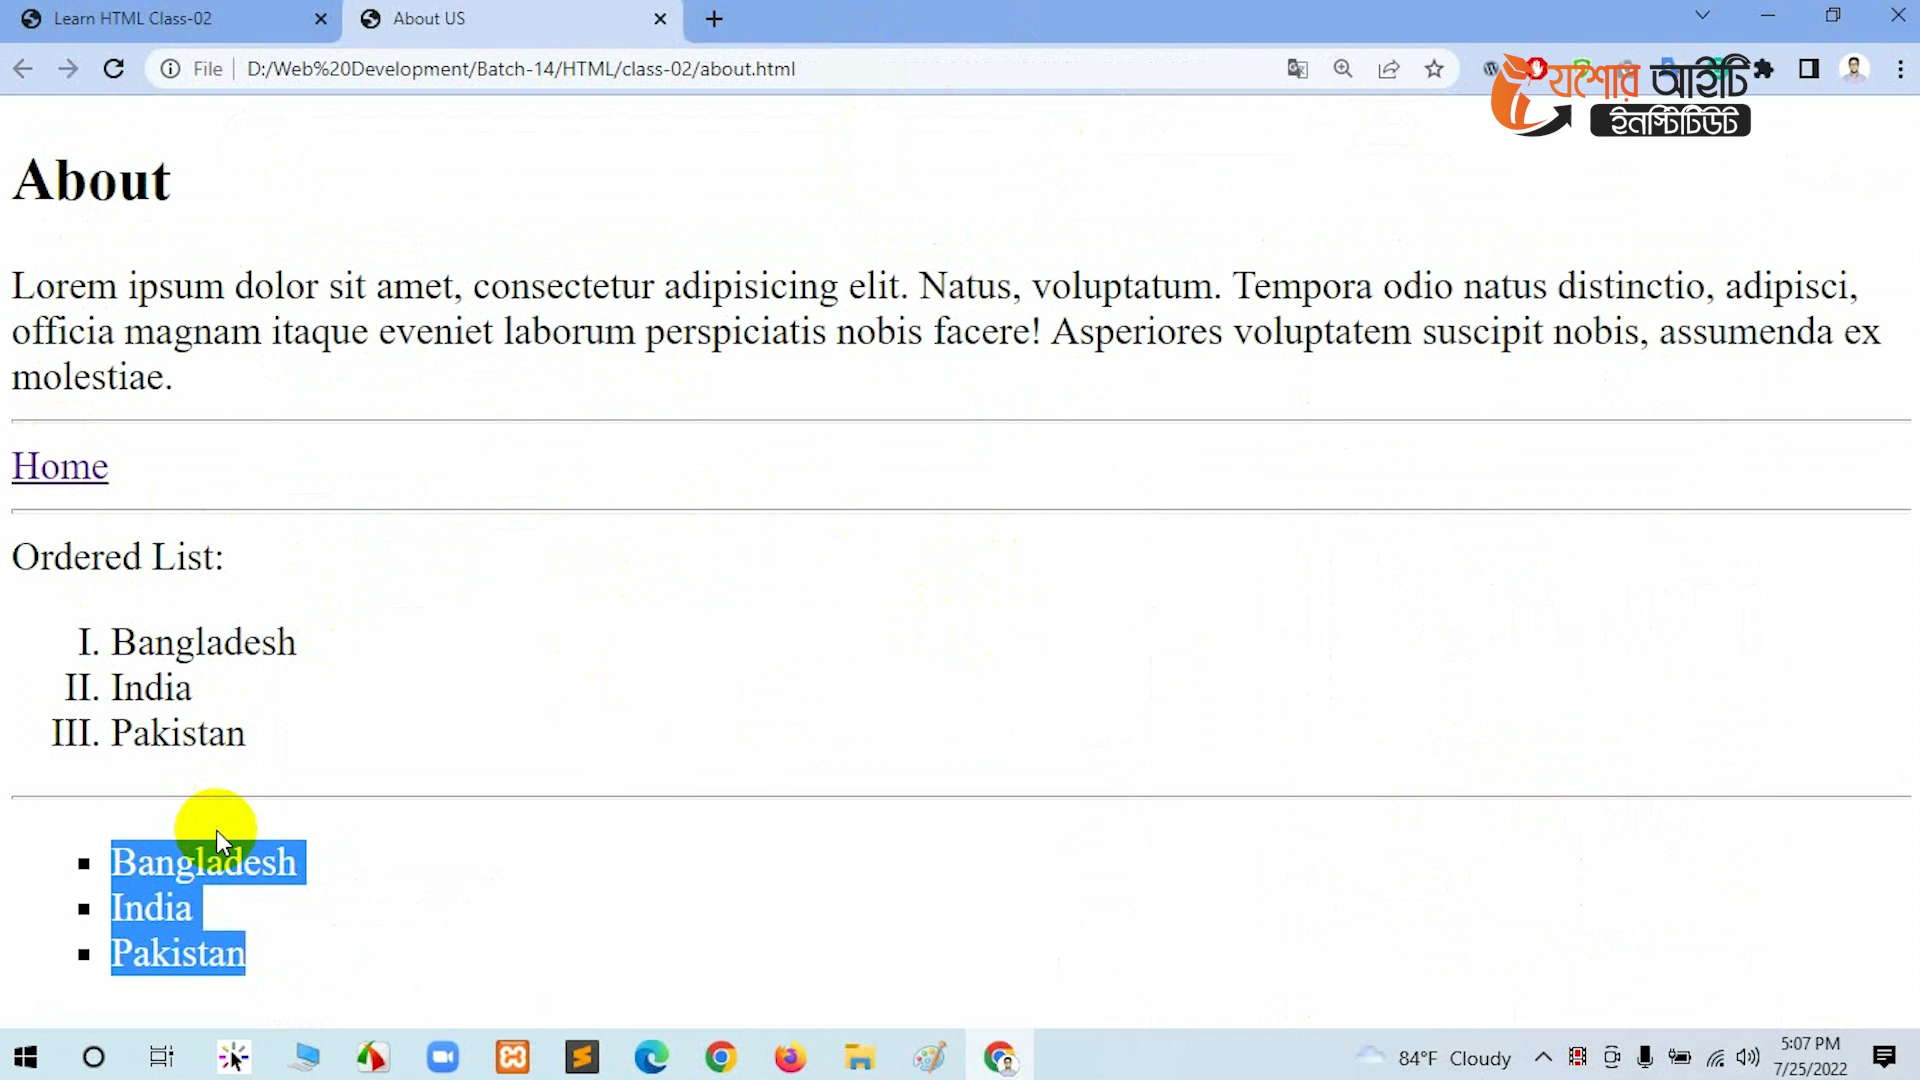 Learn HTML Class-02
About US
File
D:/Web%20Development/Batch-14/HTML/class-02/about.html
যশোর আইটি
ইনস্টিটিউট
About
Lorem ipsum dolor sit amet, consectetur adipisicing elit. Natus, voluptatum. Tempora odio natus distinctio, adipisci,
officia magnam itaque eveniet laborum perspiciatis nobis facere! Asperiores voluptatem suscipit nobis, assumenda ex
molestiae.
Home
Ordered List:
I. Bangladesh
II. India
III. Pakistan
▪ Bangladesh
▪ India
▪ Pakistan
84°F Cloudy
5:07 PM
7/25/2022